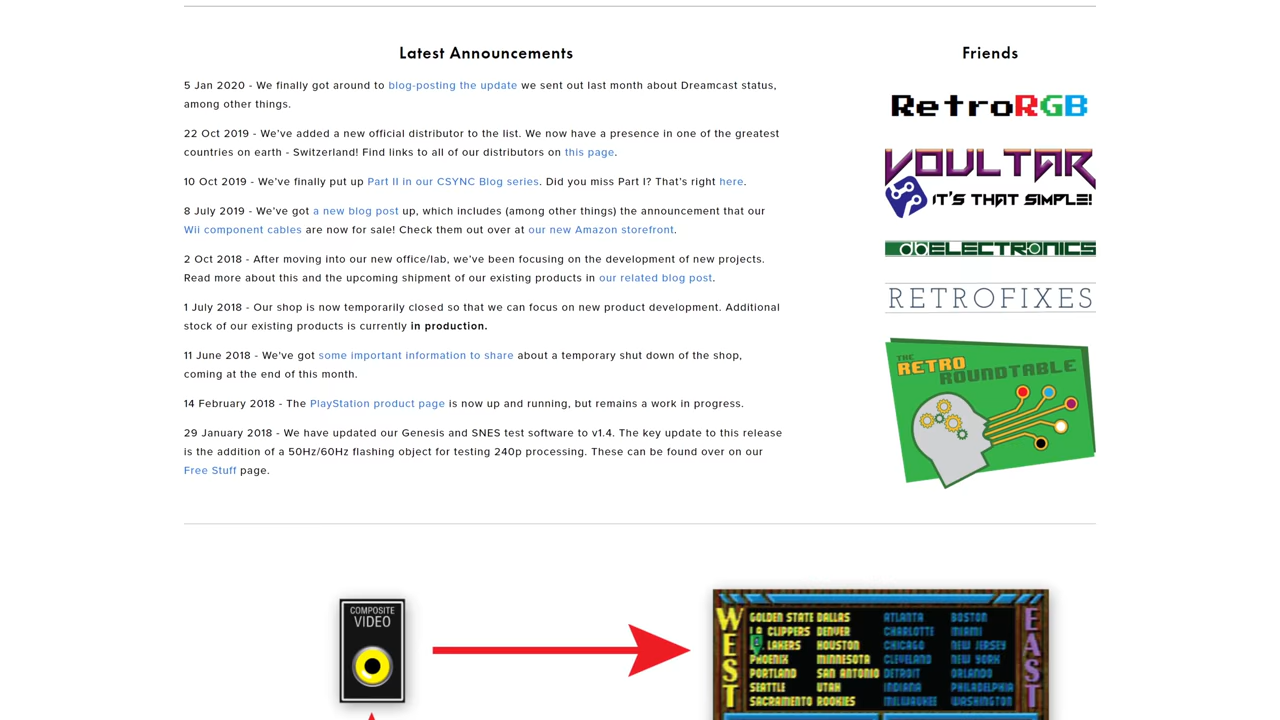 Latest Announcements
5 Jan 2020 - We finally got around to blog-posting the update we sent out last month about Dreamcast status,
among other things.
22 Oct 2019 - We've added a new official distributor to the list. We now have a presence in one of the greatest
countries on earth - Switzerland! Find links to all of our distributors on this page.
10 Oct 2019 - We've finally put up Part II in our CSYNC Blog series. Did you miss Part I? That's right here.
8 July 2019 - We've got a new blog post up, which includes (among other things) the announcement that our
Wii component cables are now for sale! Check them out over at our new Amazon storefront.
2 Oct 2018 - After moving into our new office/lab, we've been focusing on the development of new projects.
Read more about this and the upcoming shipment of our existing products in our related blog post.
1 July 2018 - Our shop is now temporarily closed so that we can focus on new product development. Additional
stock of our existing products is currently in production.
11 June 2018 - We've got some important information to share about a temporary shut down of the shop,
coming at the end of this month.
14 February 2018 - The PlayStation product page is now up and running, but remains a work in progress.
29 January 2018 - We have updated our Genesis and SNES test software to v1.4. The key update to this release
is the addition of a 50Hz/60Hz flashing object for testing 240p processing. These can be found over on our
Free Stuff page.
Friends
RetroRGB
VOULTAR
IT'S THAT SIMPLE!
dbELECTRONICS
RETROFIXES
THE
RETRO
ROUNDTABLE
COMPOSITE
VIDEO
WEST
GOLDEN STATE DALLAS ATLANTA BOSTON
LA CLIPPERS DENVER CHARLOTTE MIAMI
LAKERS HOUSTON CHICAGO NEW JERSEY
PHOENIX MINNESOTA CLEVELAND NEW YORK
PORTLAND SAN ANTONIO DETROIT ORLANDO
SEATTLE UTAH INDIANA PHILADELPHIA
SACRAMENTO ROOKIES MILWAUKEE WASHINGTON
EAST